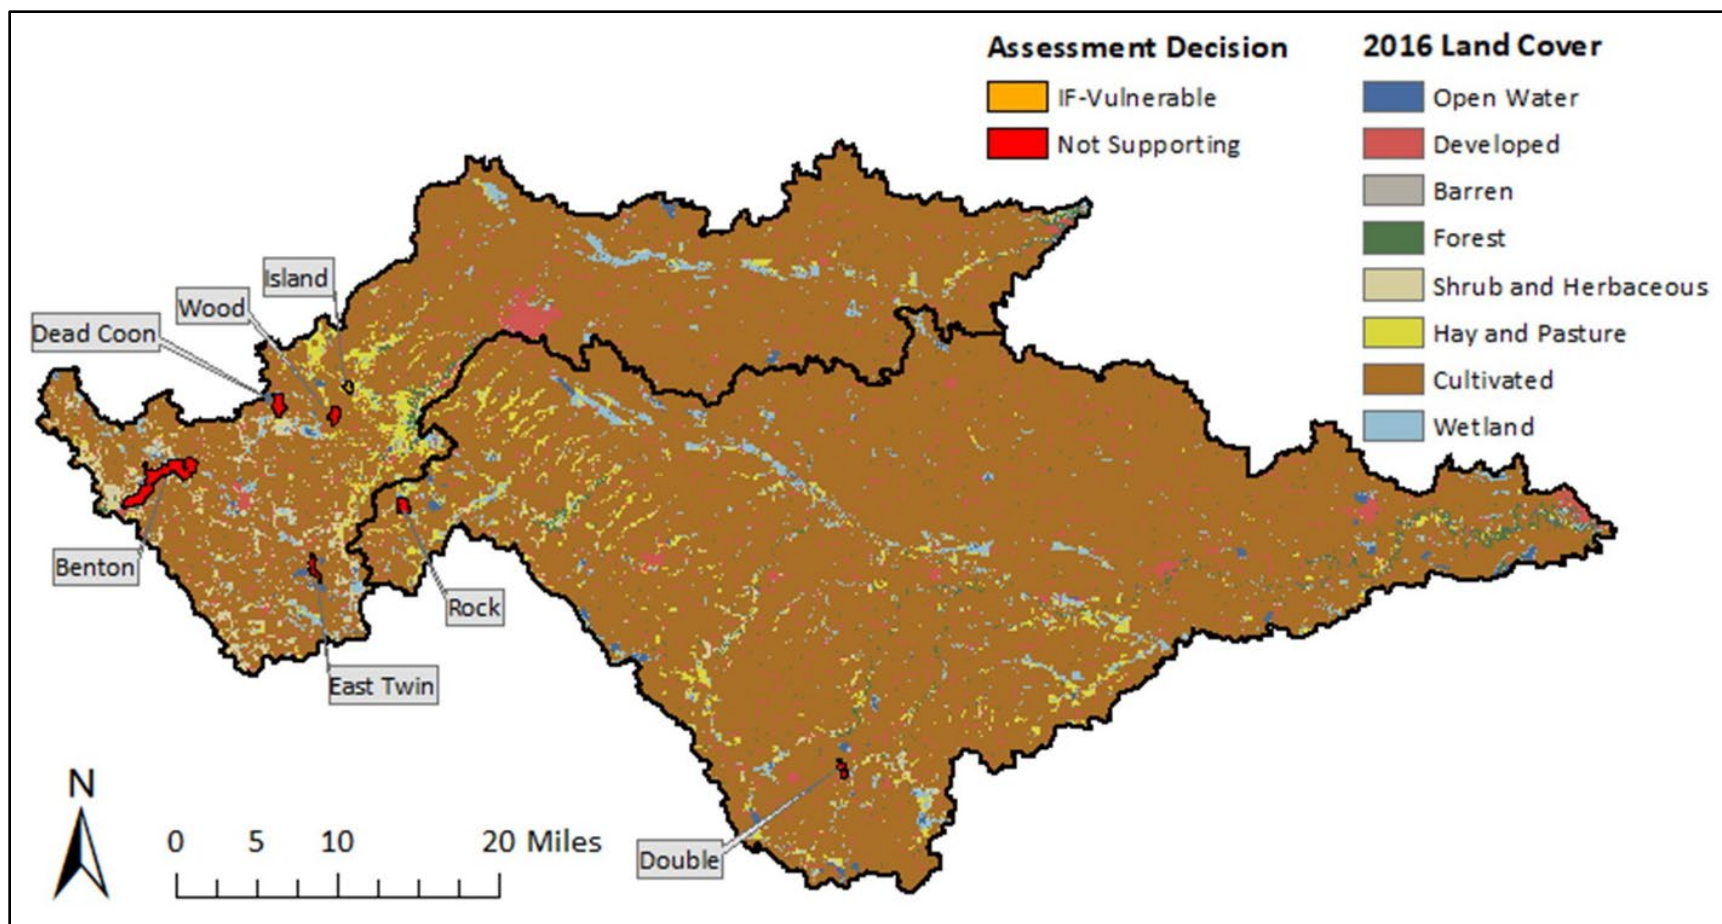 Assessment Decision
IF-Vulnerable
Not Supporting
2016 Land Cover
Open Water
Developed
Barren
Forest
Shrub and Herbaceous
Hay and Pasture
Cultivated
Wetland
Island
Wood
Dead Coon
Benton
Rock
East Twin
Double
N
0 5 10 20 Miles